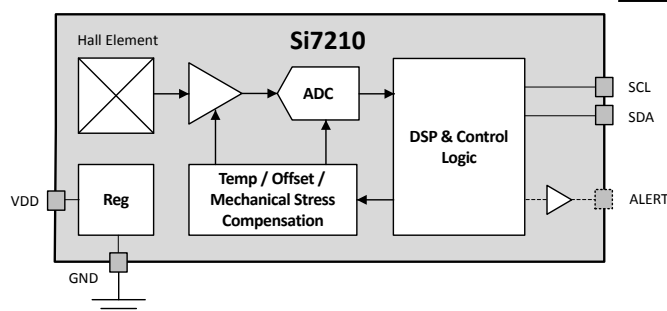 Si7210
Hall Element
ADC
DSP & Control
Logic
SCL
SDA
Temp / Offset /
Mechanical Stress
Compensation
VDD
Reg
ALERT
GND